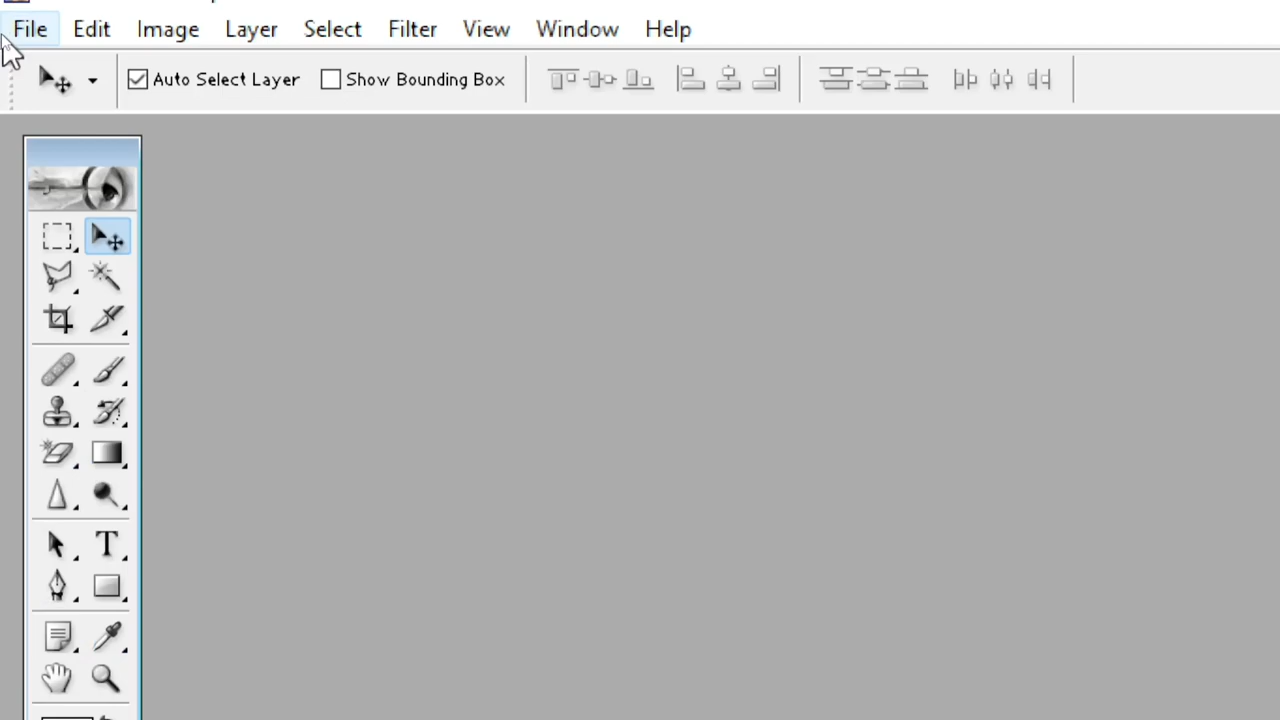 File Edit Image Layer Select Filter View Window Help
Auto Select Layer Show Bounding Box
T